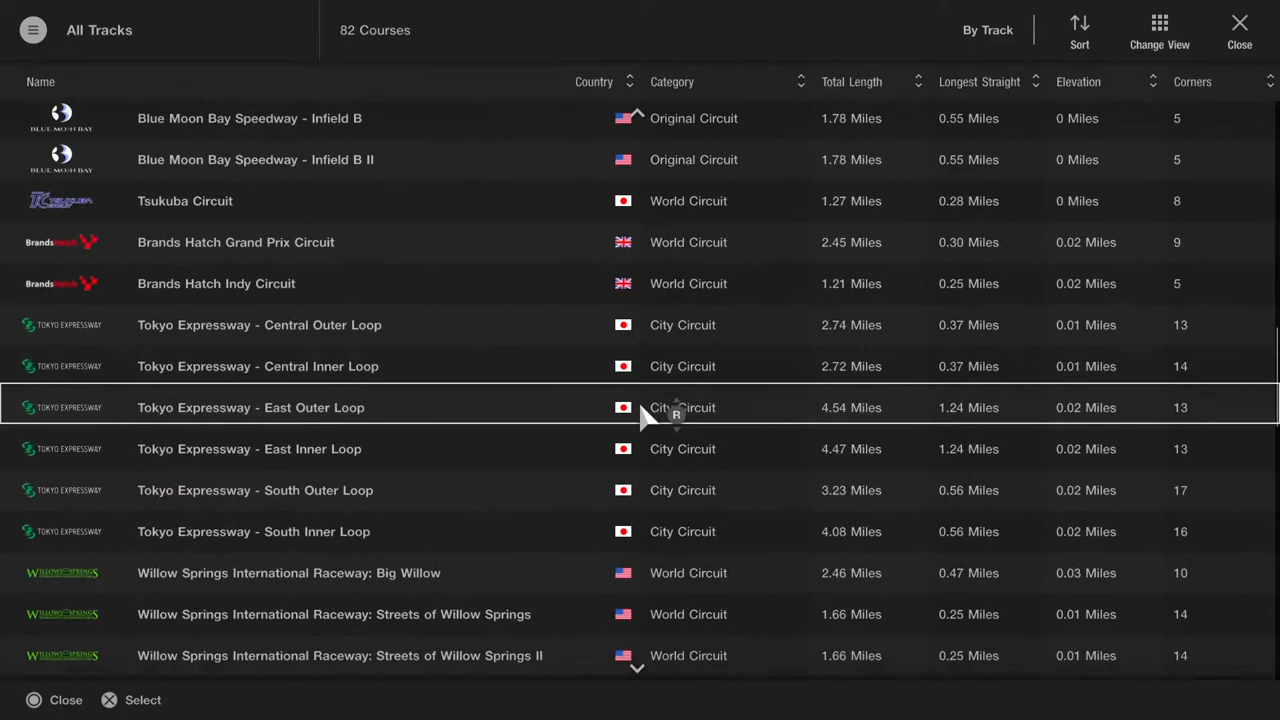 All Tracks 82 Courses By Track Sort Change View Close
Name Country Category Total Length Longest Straight Elevation Corners
BLUE MOON BAY Blue Moon Bay Speedway - Infield B Original Circuit 1.78 Miles 0.55 Miles 0 Miles 5
BLUE MOON BAY Blue Moon Bay Speedway - Infield B II Original Circuit 1.78 Miles 0.55 Miles 0 Miles 5
Tsukuba Circuit World Circuit 1.27 Miles 0.28 Miles 0 Miles 8
Brands Hatch Brands Hatch Grand Prix Circuit World Circuit 2.45 Miles 0.30 Miles 0.02 Miles 9
Brands Hatch Brands Hatch Indy Circuit World Circuit 1.21 Miles 0.25 Miles 0.02 Miles 5
TOKYO EXPRESSWAY Tokyo Expressway - Central Outer Loop City Circuit 2.74 Miles 0.37 Miles 0.01 Miles 13
TOKYO EXPRESSWAY Tokyo Expressway - Central Inner Loop City Circuit 2.72 Miles 0.37 Miles 0.01 Miles 14
TOKYO EXPRESSWAY Tokyo Expressway - East Outer Loop City Circuit R 4.54 Miles 1.24 Miles 0.02 Miles 13
TOKYO EXPRESSWAY Tokyo Expressway - East Inner Loop City Circuit 4.47 Miles 1.24 Miles 0.02 Miles 13
TOKYO EXPRESSWAY Tokyo Expressway - South Outer Loop City Circuit 3.23 Miles 0.56 Miles 0.02 Miles 17
TOKYO EXPRESSWAY Tokyo Expressway - South Inner Loop City Circuit 4.08 Miles 0.56 Miles 0.02 Miles 16
WILLOW SPRINGS Willow Springs International Raceway: Big Willow World Circuit 2.46 Miles 0.47 Miles 0.03 Miles 10
WILLOW SPRINGS Willow Springs International Raceway: Streets of Willow Springs World Circuit 1.66 Miles 0.25 Miles 0.01 Miles 14
WILLOW SPRINGS Willow Springs International Raceway: Streets of Willow Springs II World Circuit 1.66 Miles 0.25 Miles 0.01 Miles 14
Close Select